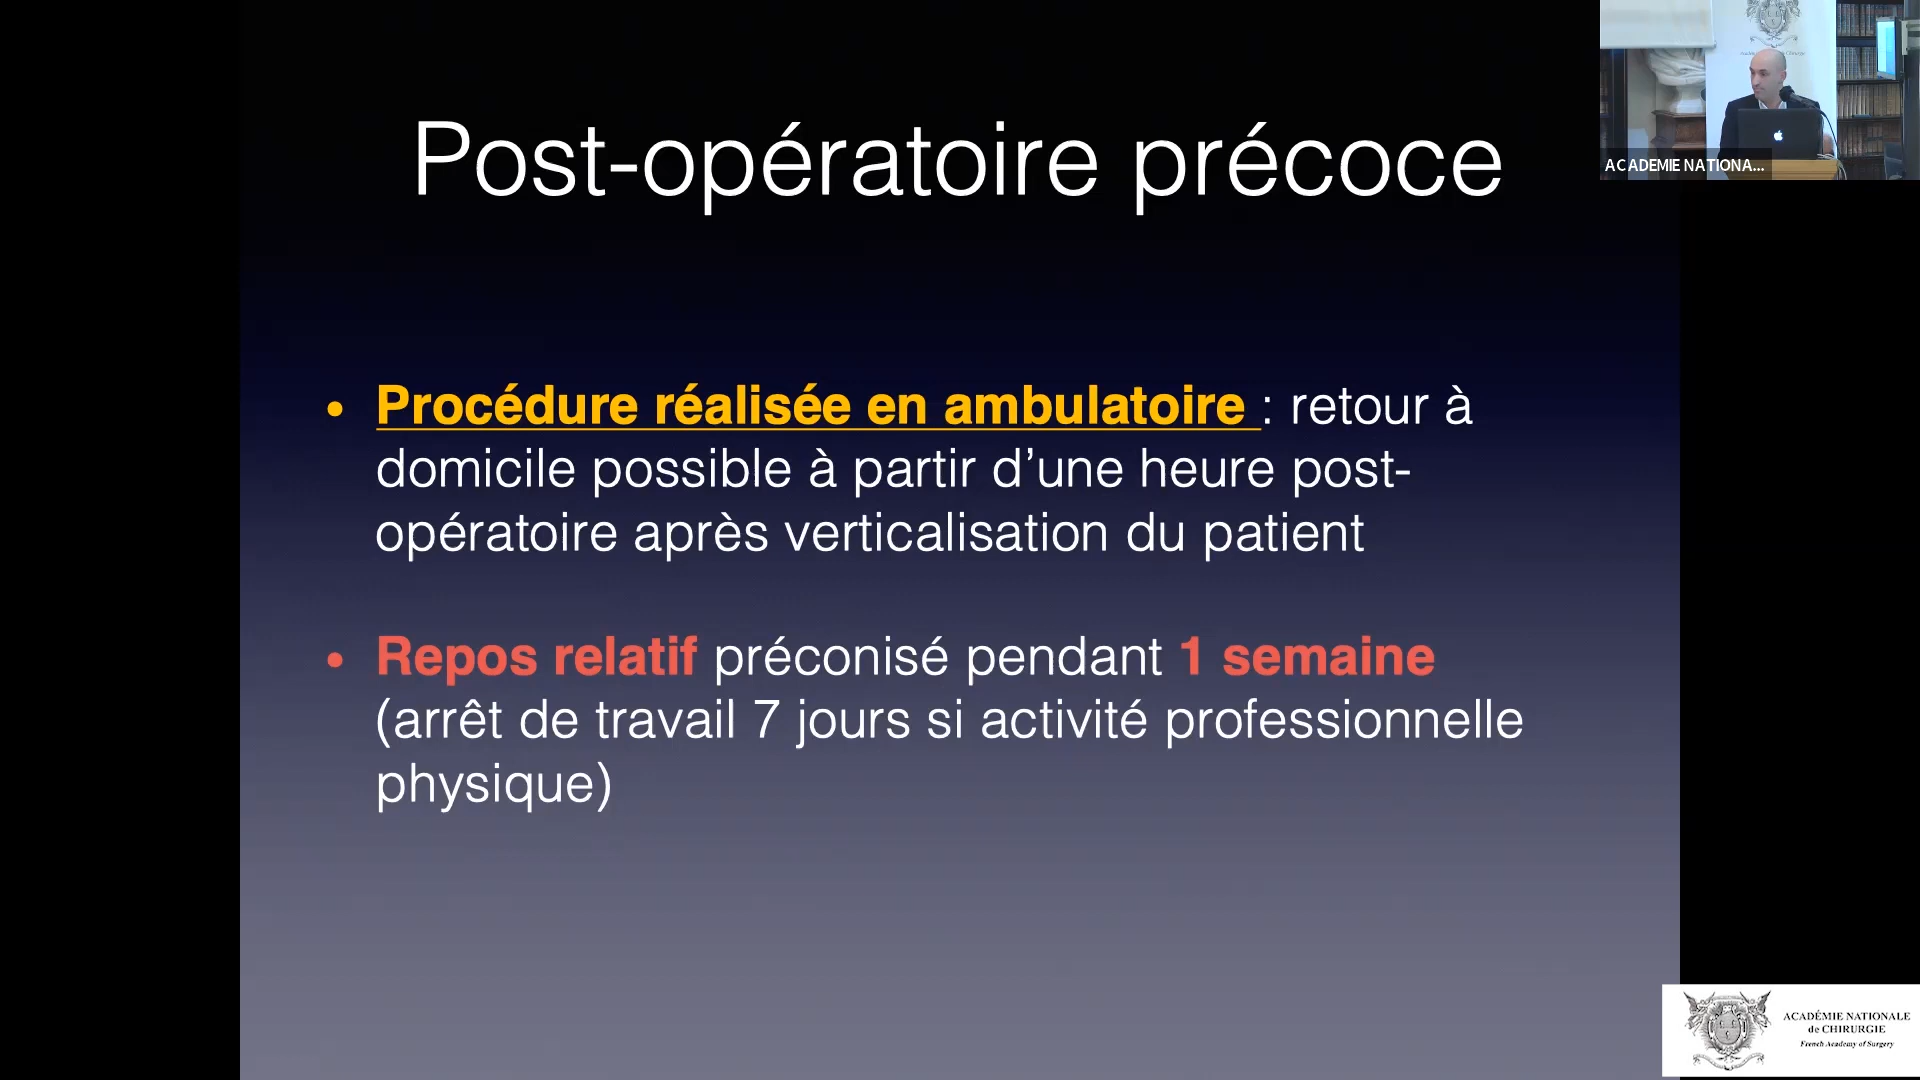 Post-opératoire précoce
ACADEMIE NATIONA...
• Procédure réalisée en ambulatoire : retour à
domicile possible à partir d’une heure post-
opératoire après verticalisation du patient
• Repos relatif préconisé pendant 1 semaine
(arrêt de travail 7 jours si activité professionnelle
physique)
ACADÉMIE NATIONALE
de CHIRURGIE
French Academy of Surgery